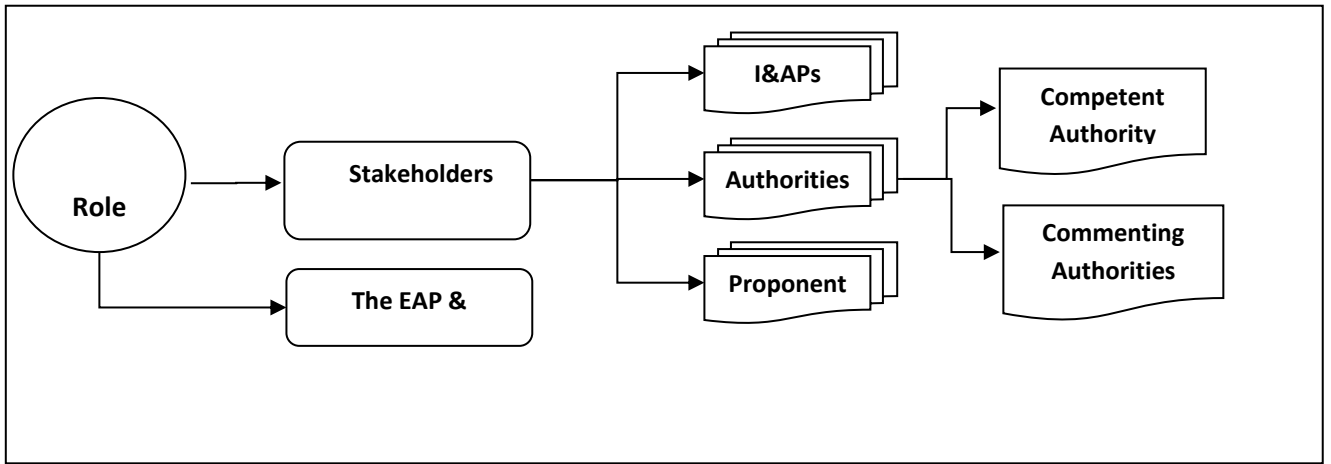 Role
Stakeholders
The EAP &
I&APs
Authorities
Proponent
Competent
Authority
Commenting
Authorities